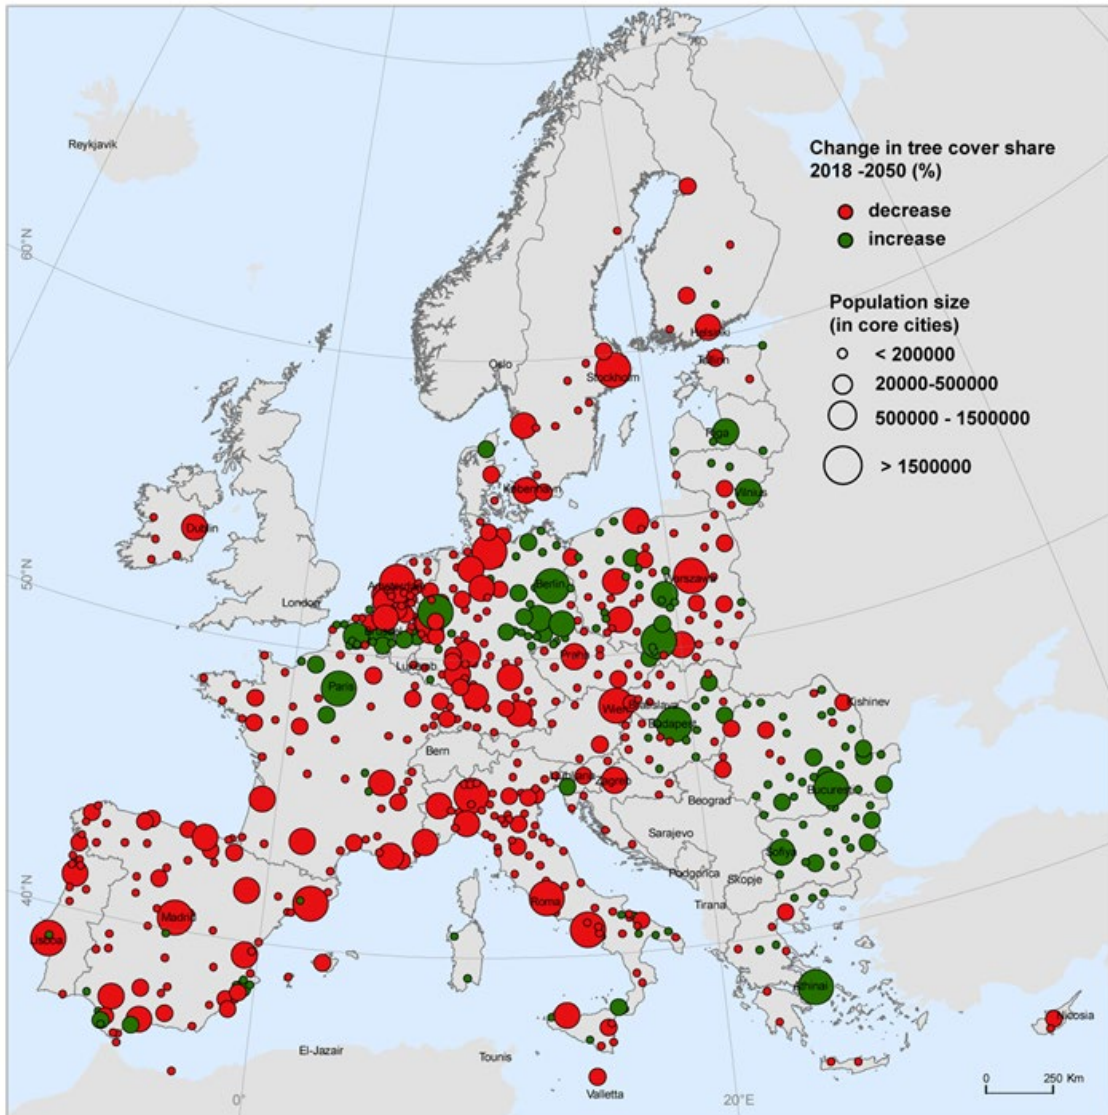 Reykjavik
Change in tree cover share
2018 -2050 (%)
decrease
increase
60°N
Population size
(in core cities)
< 200000
20000-500000
500000 - 1500000
> 1500000
Helsinki
Tallinn
Oslo
Stockholm
Riga
København
Vilnius
Dublin
50°N
Amsterdam
Berlin
Warszawa
London
Luxemb
Praha
Paris
Wien
Bratislava
Budapest
Kishinev
Bern
Ljubljana
Zagreb
Beograd
Bucuresti
Sarajevo
Sofiya
Podgorica
Skopje
40°N
Roma
Tirana
Madrid
Lisboa
Athinai
Nicosia
El-Jazair
Tounis
Valletta
0
250 Km
0°
20°E